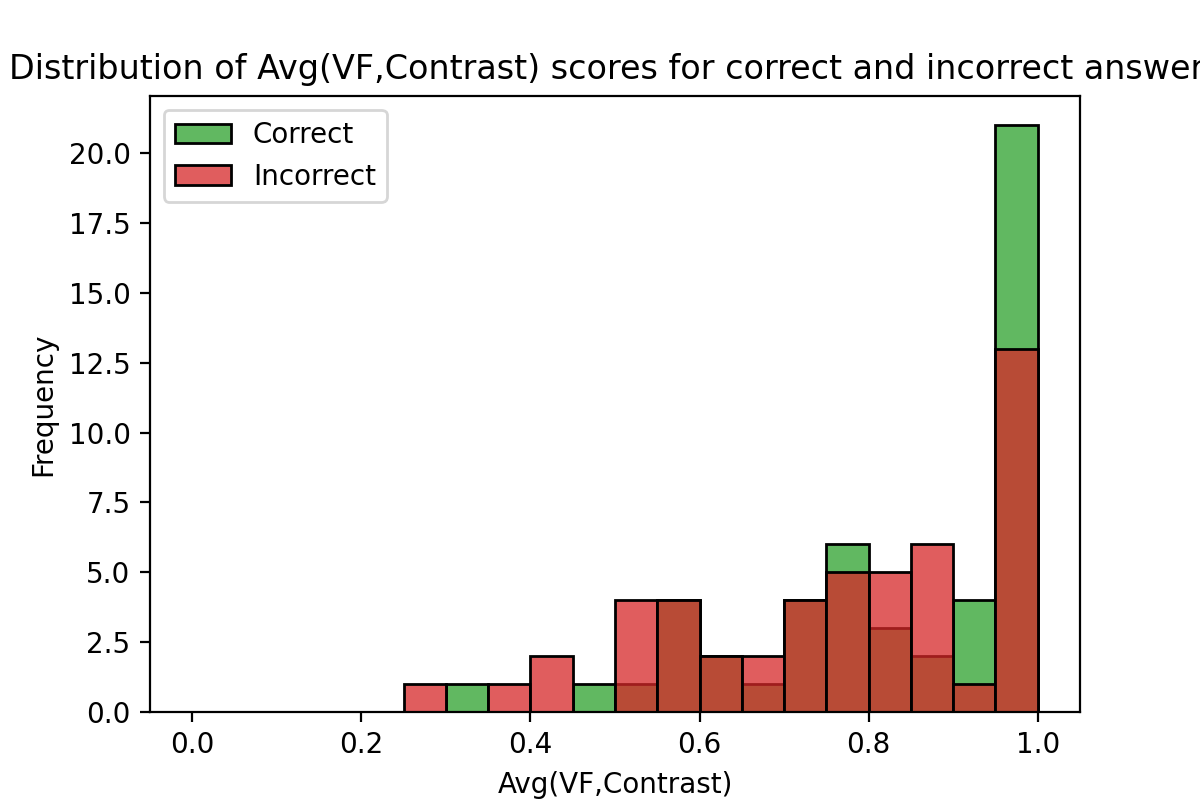 Distribution of Avg(VF,Contrast) scores for correct and incorrect answer
Correct
Incorrect
20.0
17.5
15.0
12.5
10.0
7.5
5.0
2.5
0.0
Frequency
0.0 0.2 0.4 0.6 0.8 1.0
Avg(VF,Contrast)